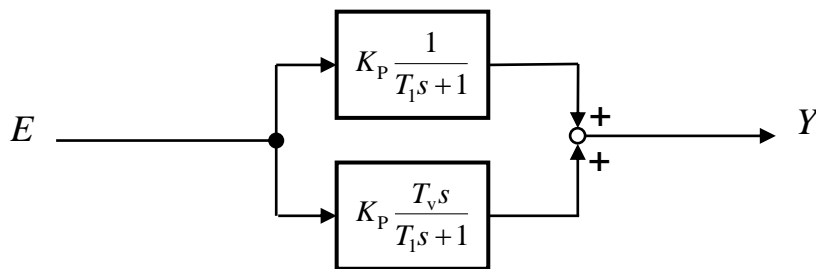 K_P 1/(T_1 s + 1)
+
E
Y
+
K_P T_v s/(T_1 s + 1)